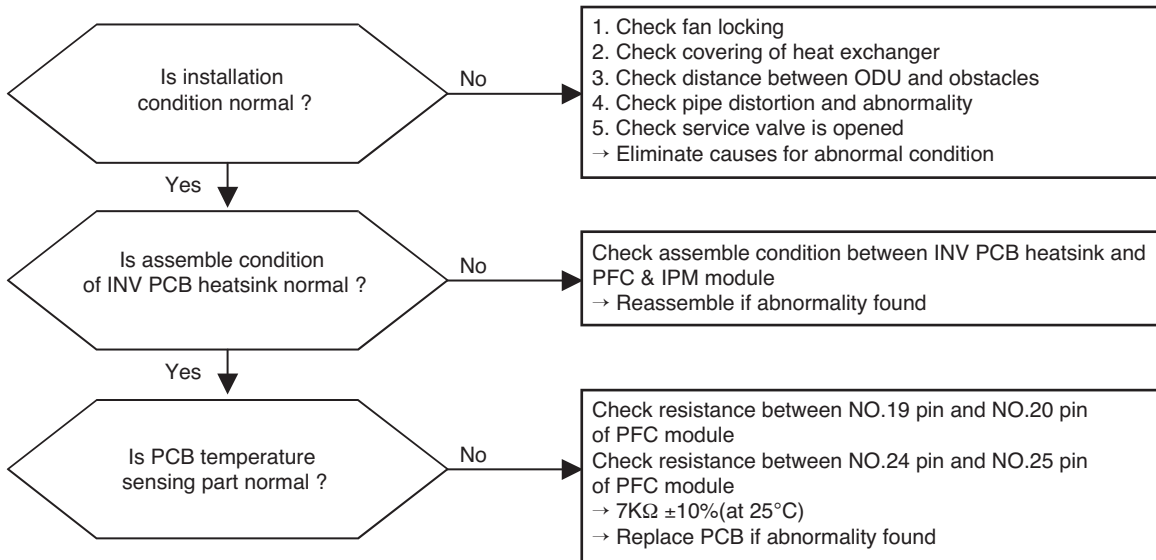 Is installation
condition normal ?
No
1. Check fan locking
2. Check covering of heat exchanger
3. Check distance between ODU and obstacles
4. Check pipe distortion and abnormality
5. Check service valve is opened
→ Eliminate causes for abnormal condition
Yes
Is assemble condition
of INV PCB heatsink normal ?
No
Check assemble condition between INV PCB heatsink and
PFC & IPM module
→ Reassemble if abnormality found
Yes
Is PCB temperature
sensing part normal ?
No
Check resistance between NO.19 pin and NO.20 pin
of PFC module
Check resistance between NO.24 pin and NO.25 pin
of PFC module
→ 7KΩ ±10%(at 25°C)
→ Replace PCB if abnormality found